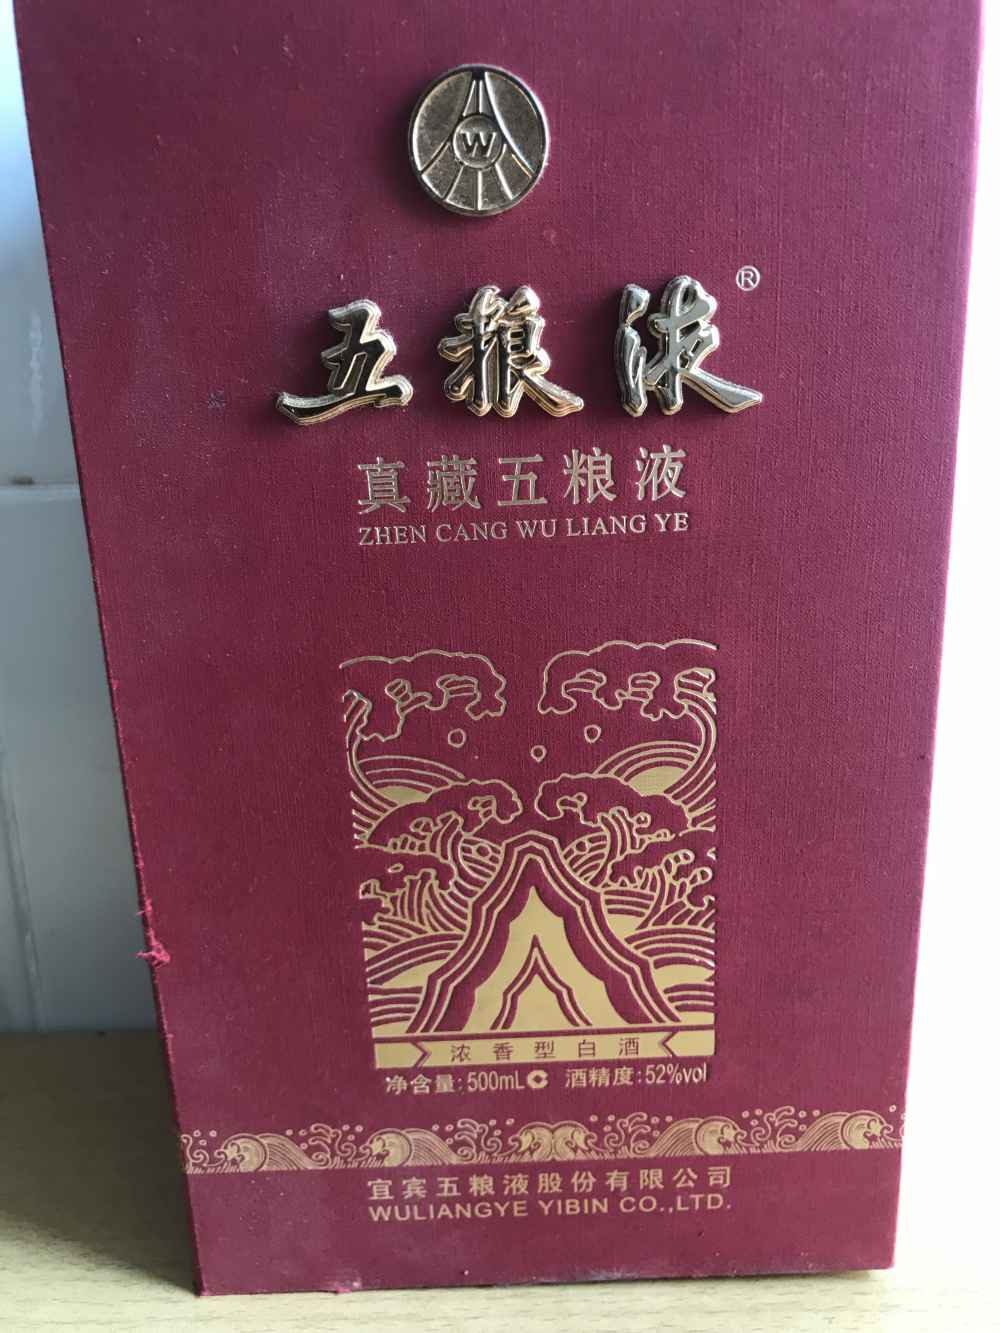 W
五粮液®
真藏五粮液
ZHEN CANG WU LIANG YE
浓香型白酒
净含量:500mL 酒精度:52%vol
宜宾五粮液股份有限公司
WULIANGYE YIBIN CO.,LTD.